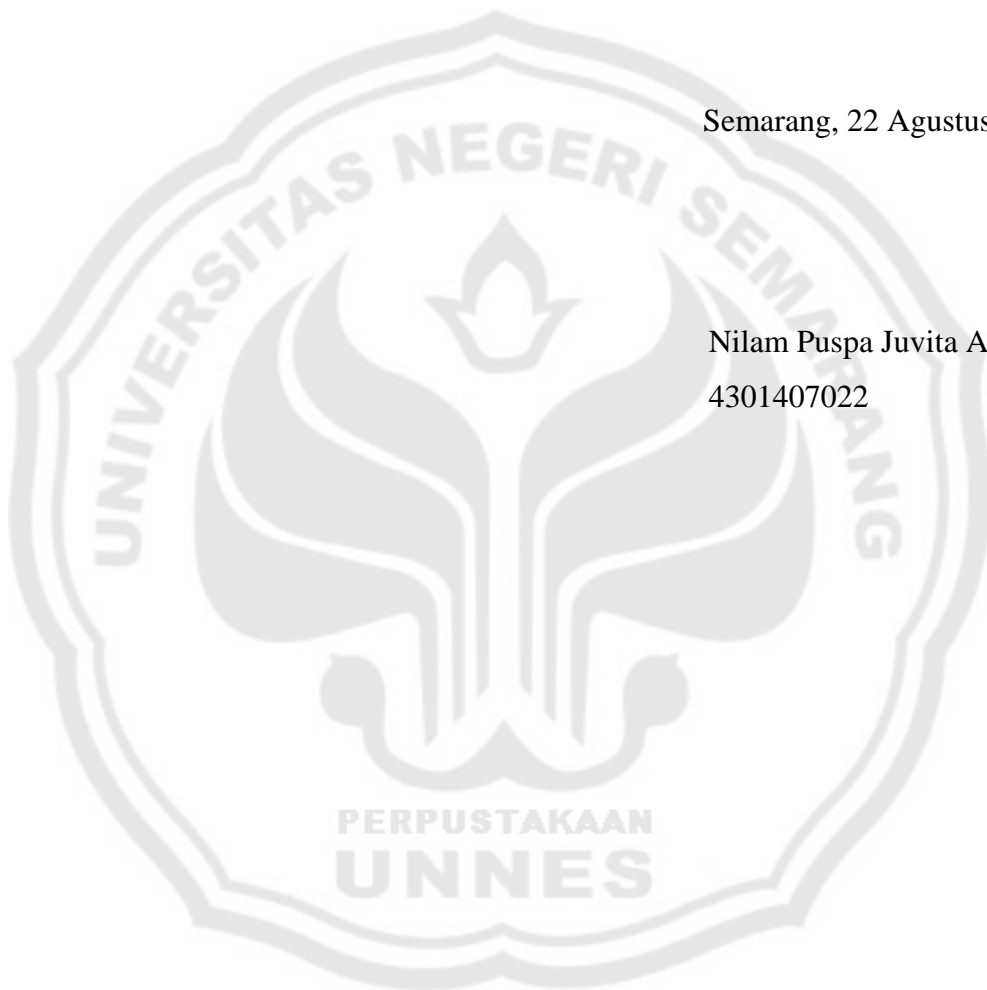 Semarang, 22 Agustus
Nilam Puspa Juvita A
4301407022
UNIVERSITAS NEGERI SEMARANG
PERPUSTAKAAN
UNNES